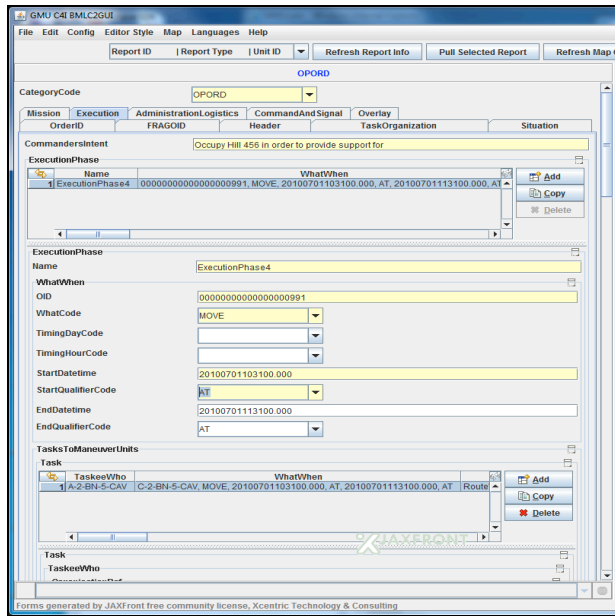 GMU C4I BMLC2GUI
File Edit Config Editor Style Map Languages Help
Report ID | Report Type | Unit ID Refresh Report Info Pull Selected Report Refresh Map
OPORD
CategoryCode OPORD
Mission Execution AdministrationLogistics CommandAndSignal Overlay
OrderID FRAGOID Header TaskOrganization Situation
CommandersIntent Occupy Hill 456 in order to provide support for
ExecutionPhase
Name WhatWhen Add
1 ExecutionPhase4 00000000000000000991, MOVE, 20100701103100.000, AT, 20100701113100.000, AT
Copy
Delete
ExecutionPhase
Name ExecutionPhase4
WhatWhen
OID 00000000000000000991
WhatCode MOVE
TimingDayCode
TimingHourCode
StartDatetime 20100701103100.000
StartQualifierCode AT
EndDatetime 20100701113100.000
EndQualifierCode AT
TasksToManeuverUnits
Task
TaskeeWho WhatWhen Add
1 A-2-BN-5-CAV C-2-BN-5-CAV, MOVE, 20100701103100.000, AT, 20100701113100.000, AT Route
Copy
Delete
JAXFRONT
Task
TaskeeWho
Forms generated by JAXFront free community license, Xcentric Technology & Consulting